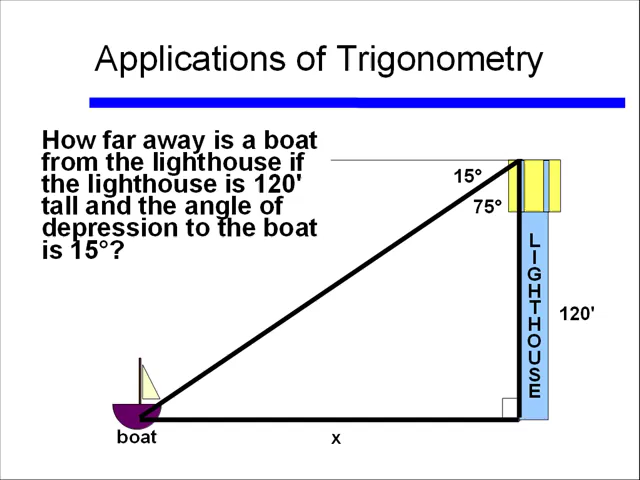 Applications of Trigonometry
How far away is a boat
from the lighthouse if
the lighthouse is 120'
tall and the angle of
depression to the boat
is 15°?
15°
75°
LIGHTHOUSE
120'
boat
x